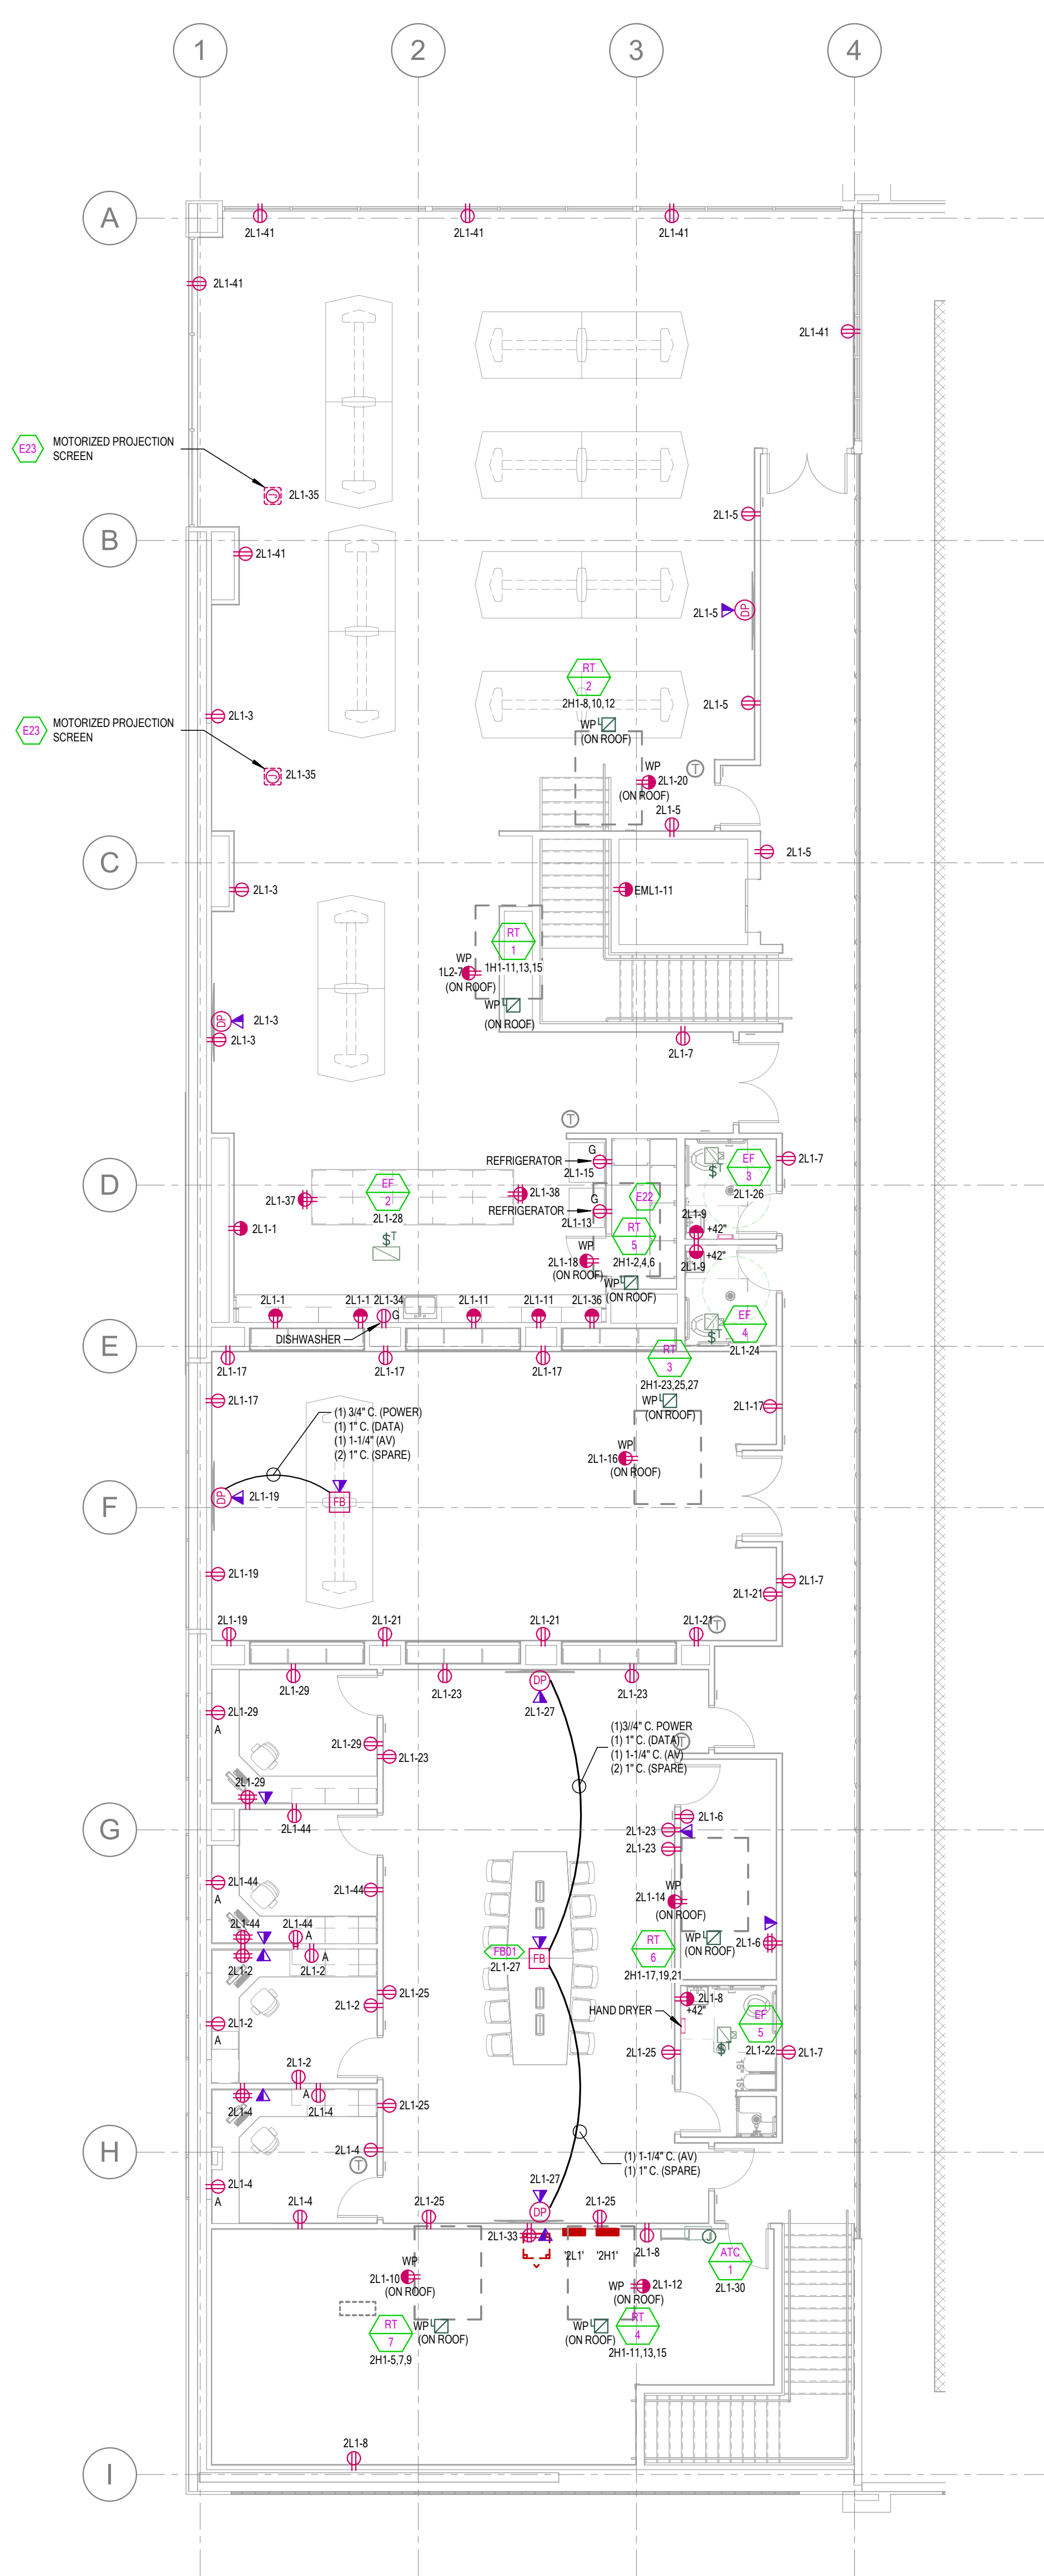 1
2
3
4
A
2L1-41
2L1-41
2L1-41
2L1-41
2L1-41
E23
MOTORIZED PROJECTION
SCREEN
2L1-35
2L1-5
B
2L1-41
2L1-5
DP
RT
2
2H1-8,10,12
2L1-3
2L1-5
E23
MOTORIZED PROJECTION
SCREEN
WP
(ON ROOF)
2L1-35
WP
2L1-20
(ON ROOF)
T
2L1-5
C
2L1-5
2L1-3
EML1-11
RT
1
1H1-11,13,15
WP
1L2-7
(ON ROOF)
WP
(ON ROOF)
DP
2L1-3
2L1-3
2L1-7
T
D
REFRIGERATOR
G
2L1-15
EF
3
2L1-26
$T
2L1-7
EF
2
2L1-28
$T
2L1-37
2L1-38
REFRIGERATOR
G
2L1-13
E22
2L1-1
RT
5
2H1-2,4,6
2L1-9
+42"
+42"
2L1-9
WP
2L1-18
(ON ROOF)
WP
(ON ROOF)
2L1-1
2L1-1
2L1-34
G
2L1-11
2L1-11
2L1-36
DISHWASHER
EF
4
2L1-24
$T
E
2L1-17
2L1-17
2L1-17
RT
3
2H1-23,25,27
WP
(ON ROOF)
2L1-17
2L1-17
(1) 3/4" C. (POWER)
(1) 1" C. (DATA)
(1) 1-1/4" (AV)
(2) 1" C. (SPARE)
WP
2L1-16
(ON ROOF)
F
DP
2L1-19
FB
2L1-19
2L1-7
2L1-21
2L1-19
2L1-21
2L1-21
2L1-21
T
2L1-29
2L1-23
DP
2L1-27
2L1-23
2L1-29
A
2L1-29
2L1-23
(1)3//4" C. POWER
(1) 1" C. (DATA)
(1) 1-1/4" C. (AV)
(2) 1" C. (SPARE)
T
2L1-29
G
2L1-44
2L1-6
2L1-23
2L1-23
2L1-44
A
2L1-44
WP
2L1-14
(ON ROOF)
2L1-44
2L1-44
A
FB01
2L1-27
FB
RT
6
2H1-17,19,21
WP
(ON ROOF)
2L1-6
2L1-2
A
2L1-2
2L1-2
A
2L1-2
2L1-25
2L1-8
+42"
HAND DRYER
EF
5
2L1-22
$T
2L1-25
2L1-7
15"
15"
2L1-2
2L1-4
A
2L1-4
2L1-25
H
2L1-4
T
(1) 1-1/4" C. (AV)
(1) 1" C. (SPARE)
2L1-4
A
2L1-4
2L1-25
2L1-27
DP
2L1-25
2L1-33
'2L1'
'2H1'
2L1-8
J
ATC
1
2L1-30
WP
2L1-10
(ON ROOF)
WP
2L1-12
(ON ROOF)
RT
7
2H1-5,7,9
WP
(ON ROOF)
WP
(ON ROOF)
RT
4
2H1-11,13,15
2L1-8
I